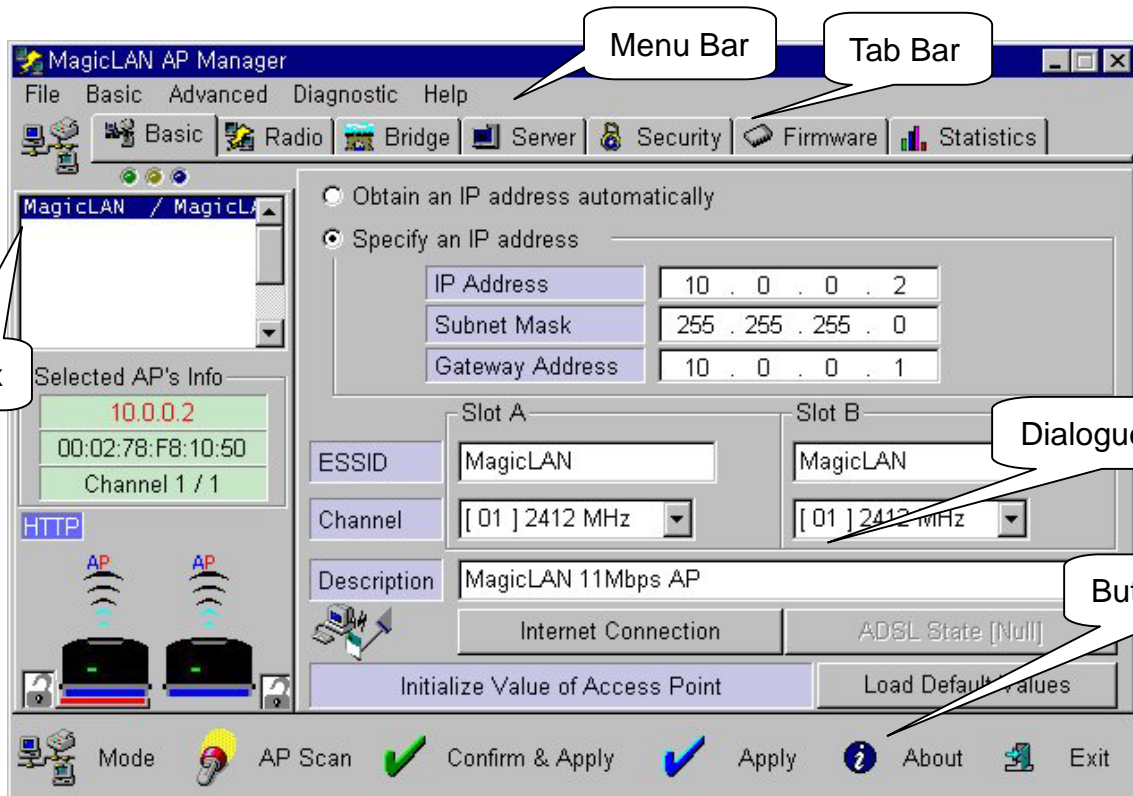 Menu Bar
Tab Bar
MagicLAN AP Manager
File Basic Advanced Diagnostic Help
Basic Radio Bridge Server Security Firmware Statistics
MagicLAN / MagicLA
Obtain an IP address automatically
Specify an IP address
IP Address 10 . 0 . 0 . 2
Subnet Mask 255 . 255 . 255 . 0
Gateway Address 10 . 0 . 0 . 1
Selected AP's Info
10.0.0.2
00:02:78:F8:10:50
Channel 1 / 1
HTTP
AP AP
Slot A Slot B
ESSID MagicLAN MagicLAN
Dialogue
Channel [ 01 ] 2412 MHz [ 01 ] 2412 MHz
Description MagicLAN 11Mbps AP
Internet Connection ADSL State [Null]
Initialize Value of Access Point Load Default Values
Mode AP Scan Confirm & Apply Apply About Exit